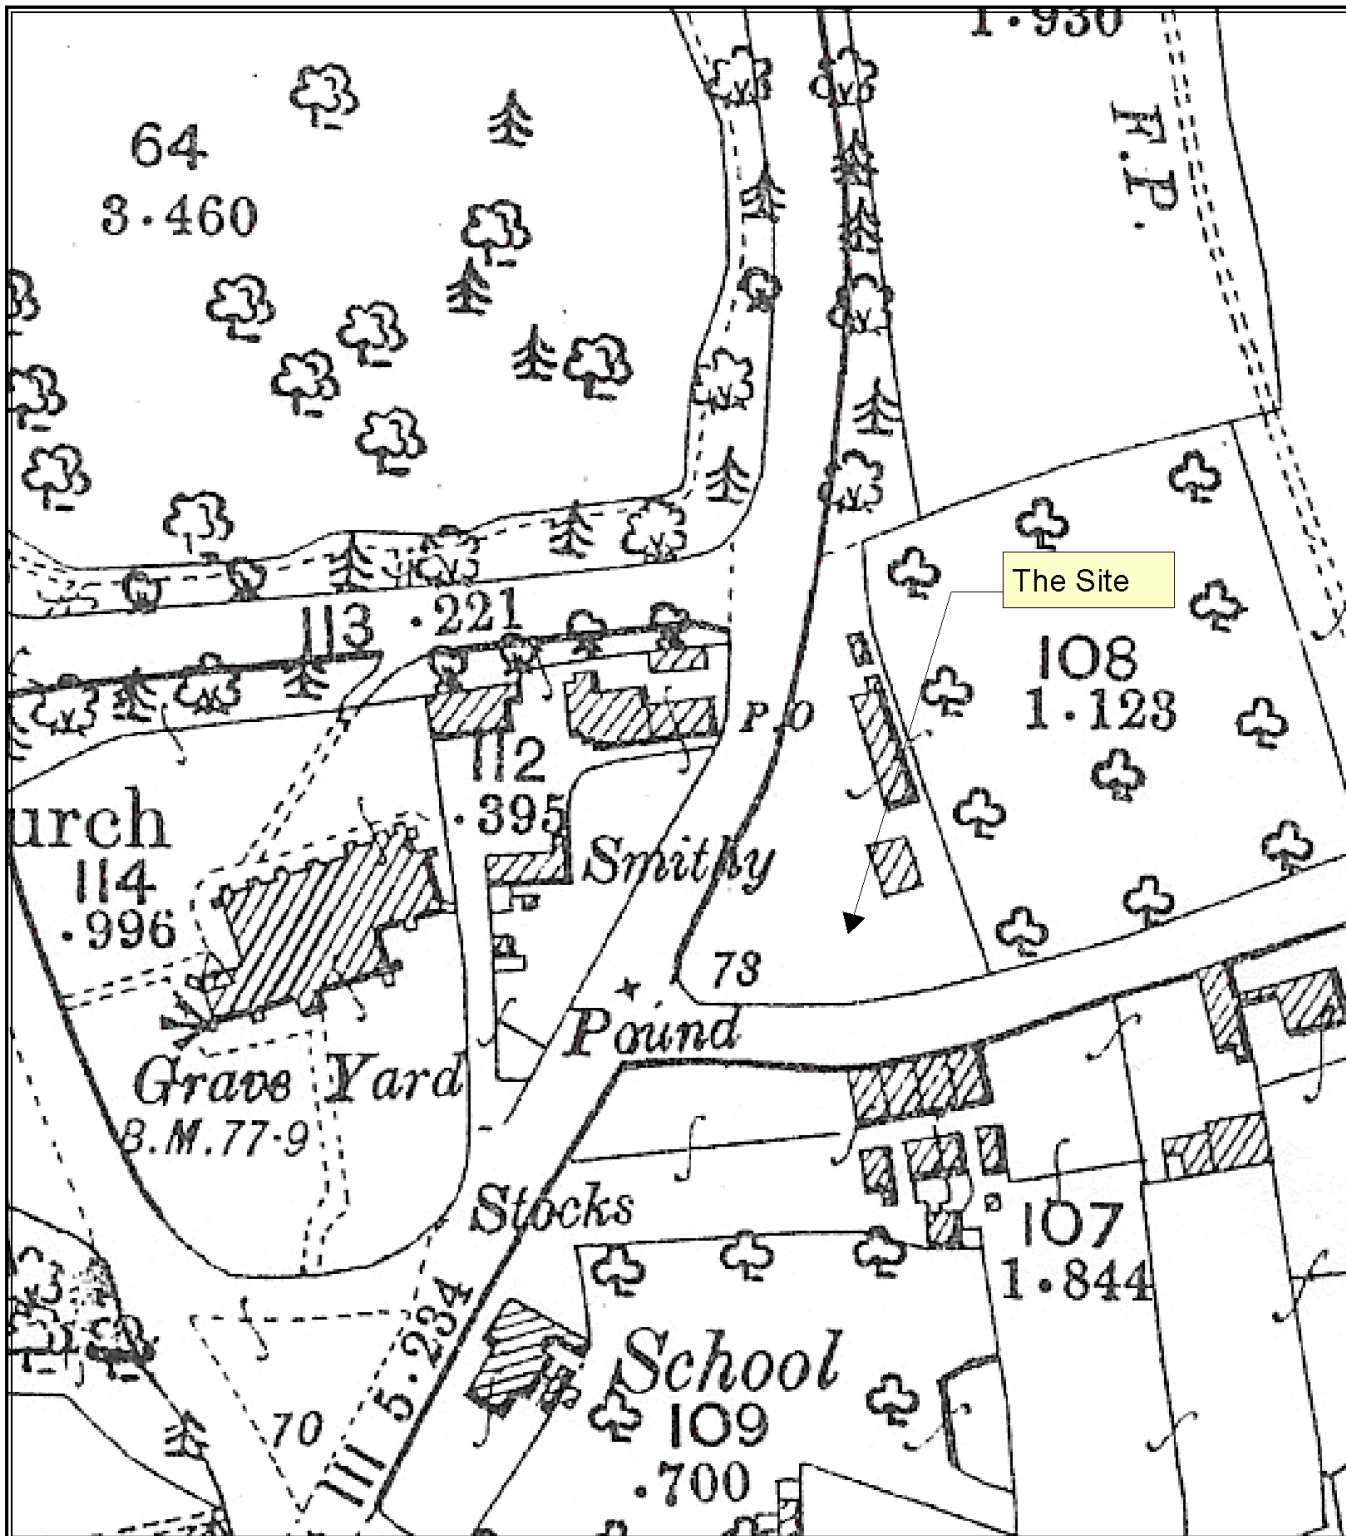 1·930
F.P.
64
3·460
The Site
113 ·221
108
1·123
P.O
112
·395
urch
114
·996
Smithy
73
Pound
Grave Yard
B.M.77·9
Stocks
107
1·844
School
109
·700
70
111 5·234